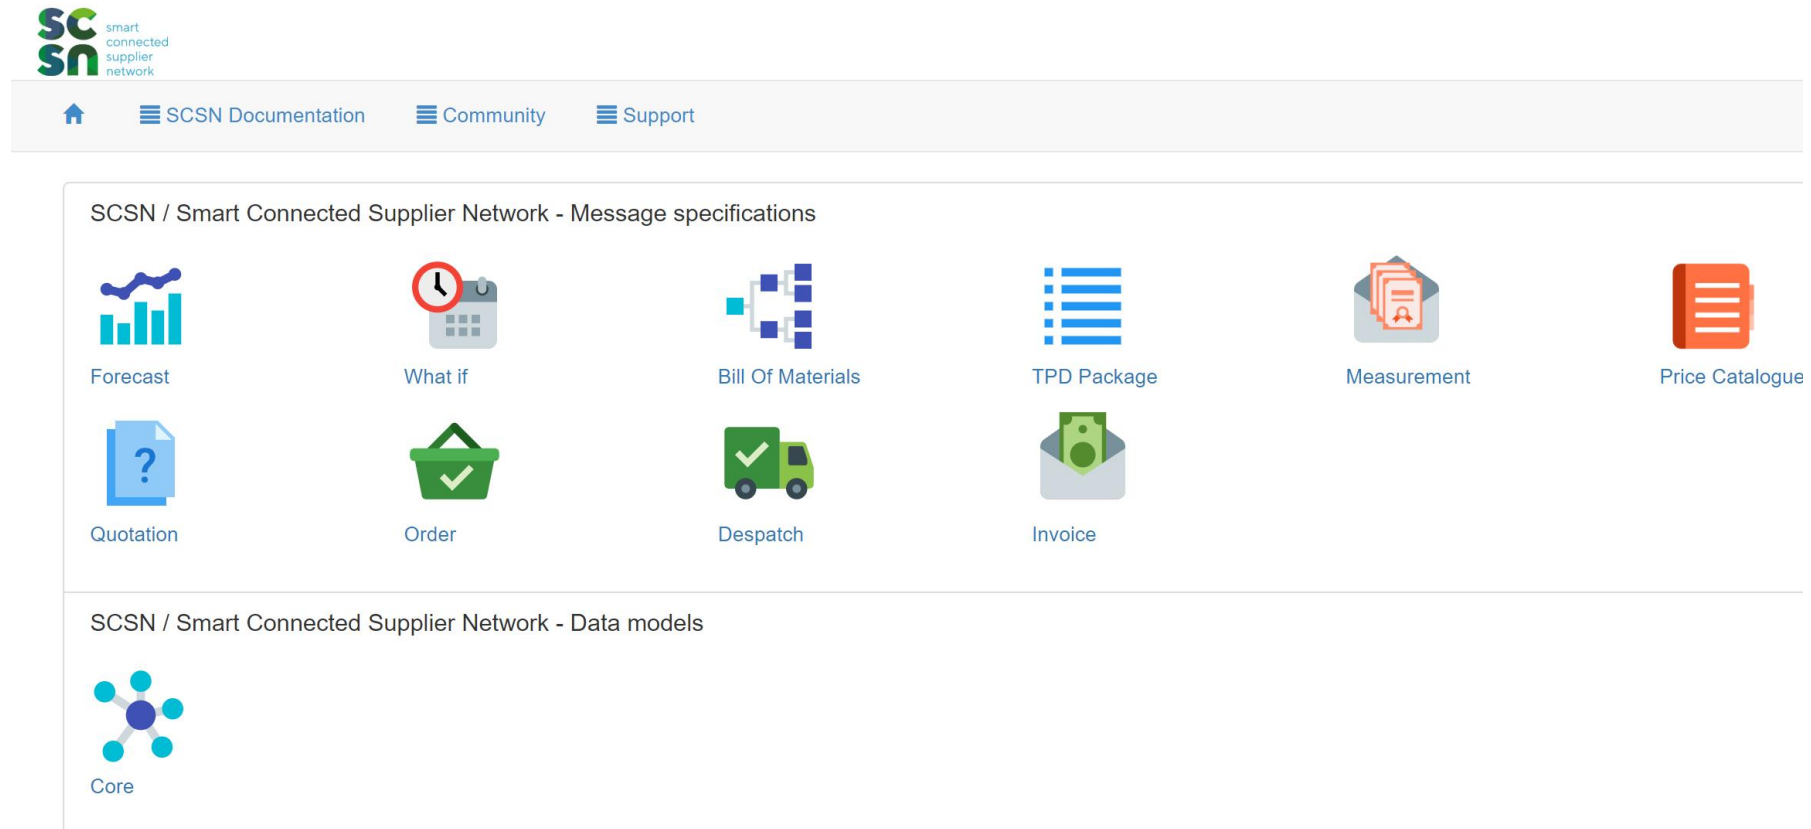 SC
SN
smart
connected
supplier
network
SCSN Documentation
Community
Support
SCSN / Smart Connected Supplier Network - Message specifications
Forecast
What if
Bill Of Materials
TPD Package
Measurement
Price Catalogue
?
Quotation
Order
Despatch
Invoice
SCSN / Smart Connected Supplier Network - Data models
Core